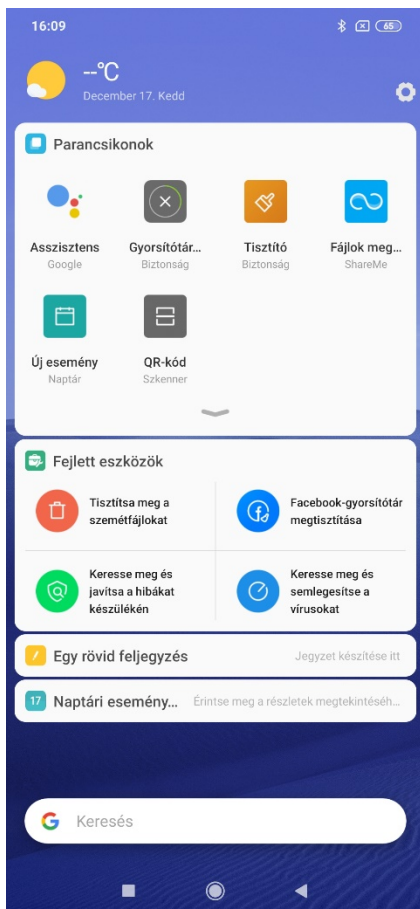 16:09
65
--°C
December 17. Kedd
Parancsikonok
Asszisztens
Google
Gyorsítótár...
Biztonság
Tisztító
Biztonság
Fájlok meg...
ShareMe
Új esemény
Naptár
QR-kód
Szkenner
Fejlett eszközök
Tisztítsa meg a
szemétfájlokat
Facebook-gyorsítótár
megtisztítása
Keresse meg és
javítsa a hibákat
készülékén
Keresse meg és
semlegesítse a
vírusokat
Egy rövid feljegyzés
Jegyzet készítése itt
17
Naptári esemény...
Érintse meg a részletek megtekintéséh...
G
Keresés